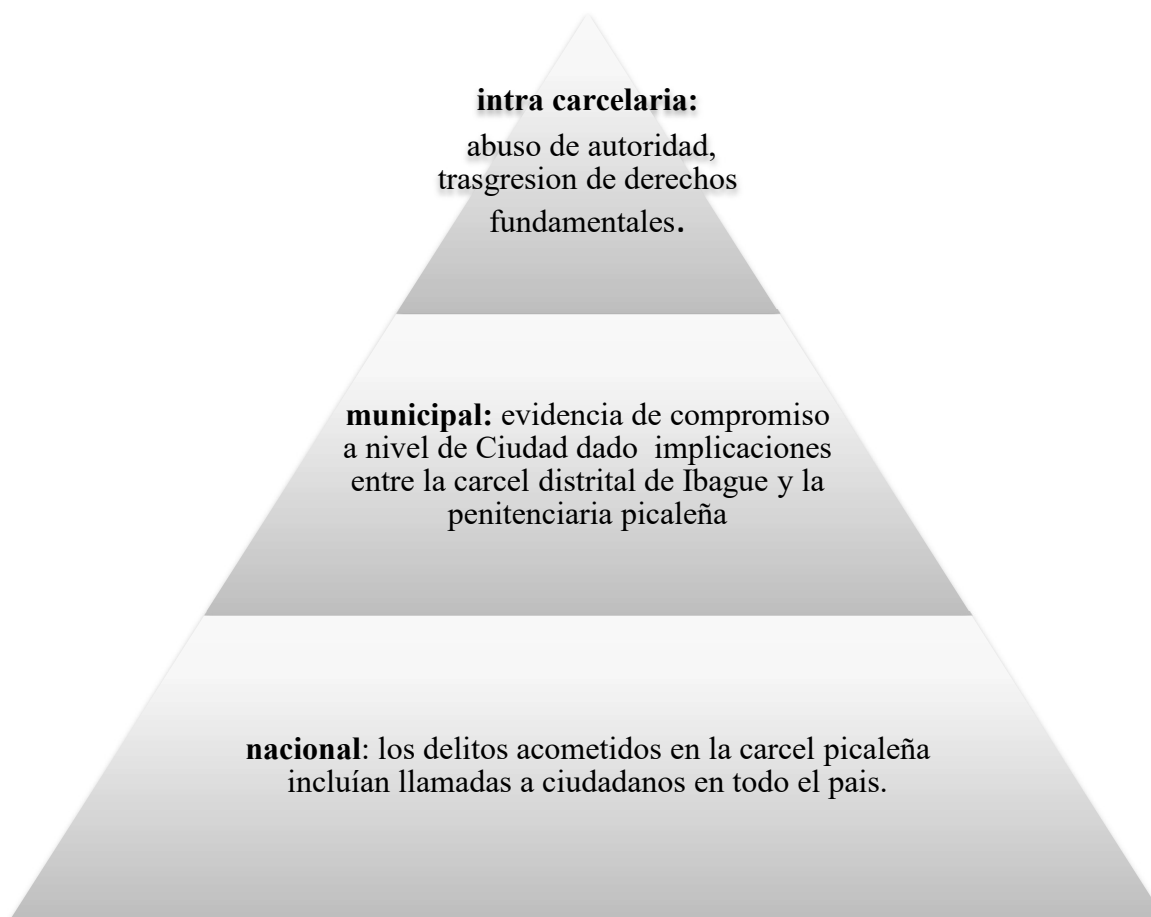 intra carcelaria:
abuso de autoridad,
trasgresion de derechos
fundamentales.
municipal: evidencia de compromiso
a nivel de Ciudad dado  implicaciones
entre la carcel distrital de Ibague y la
penitenciaria picaleña
nacional: los delitos acometidos en la carcel picaleña
incluían llamadas a ciudadanos en todo el pais.